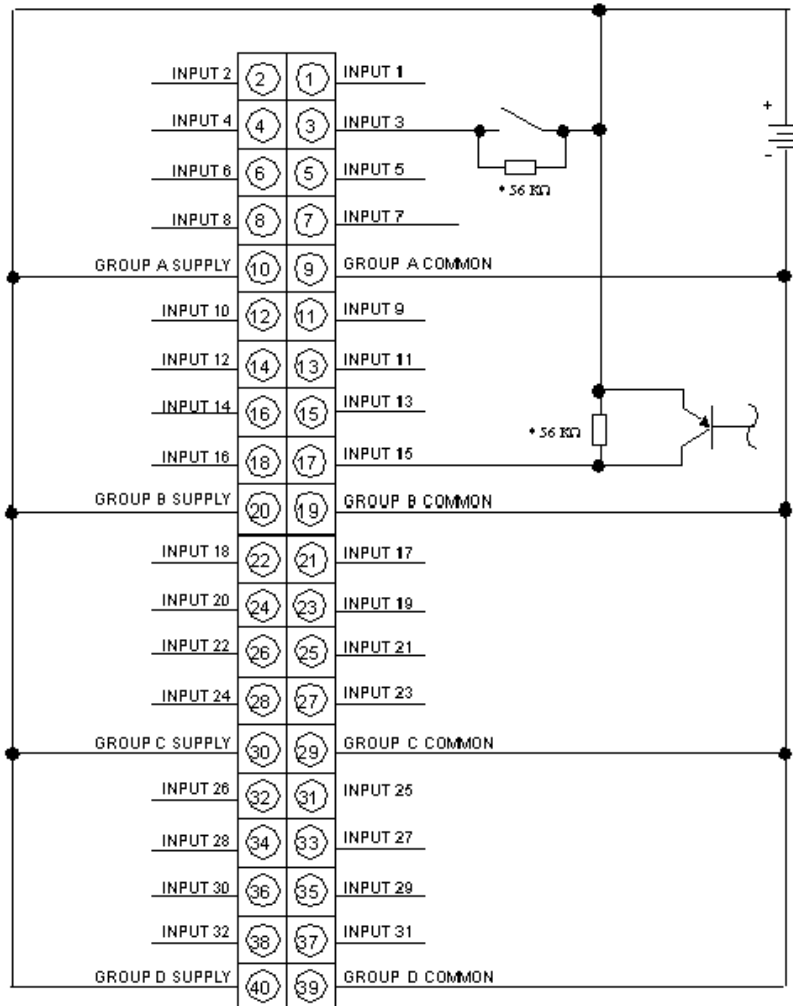 INPUT 2 2 1 INPUT 1
+
INPUT 4 4 3 INPUT 3
-
INPUT 6 6 5 INPUT 5
* 56 KΩ
INPUT 8 8 7 INPUT 7
GROUP A SUPPLY 10 9 GROUP A COMMON
INPUT 10 12 11 INPUT 9
INPUT 12 14 13 INPUT 11
INPUT 14 16 15 INPUT 13
* 56 KΩ
INPUT 16 18 17 INPUT 15
GROUP B SUPPLY 20 19 GROUP B COMMON
INPUT 18 22 21 INPUT 17
INPUT 20 24 23 INPUT 19
INPUT 22 26 25 INPUT 21
INPUT 24 28 27 INPUT 23
GROUP C SUPPLY 30 29 GROUP C COMMON
INPUT 26 32 31 INPUT 25
INPUT 28 34 33 INPUT 27
INPUT 30 36 35 INPUT 29
INPUT 32 38 37 INPUT 31
GROUP D SUPPLY 40 39 GROUP D COMMON